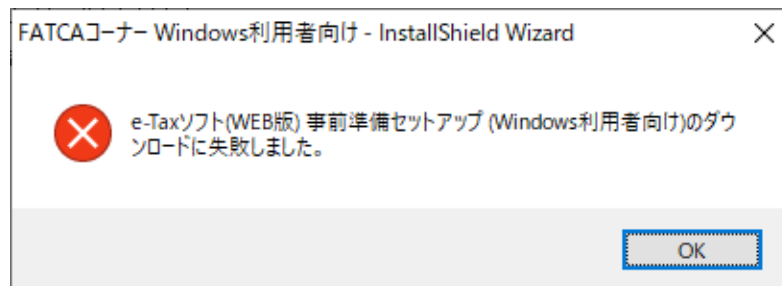 FATCAコーナー Windows利用者向け - InstallShield Wizard
e-Taxソフト(WEB版) 事前準備セットアップ (Windows利用者向け)のダウ
ンロードに失敗しました。
OK